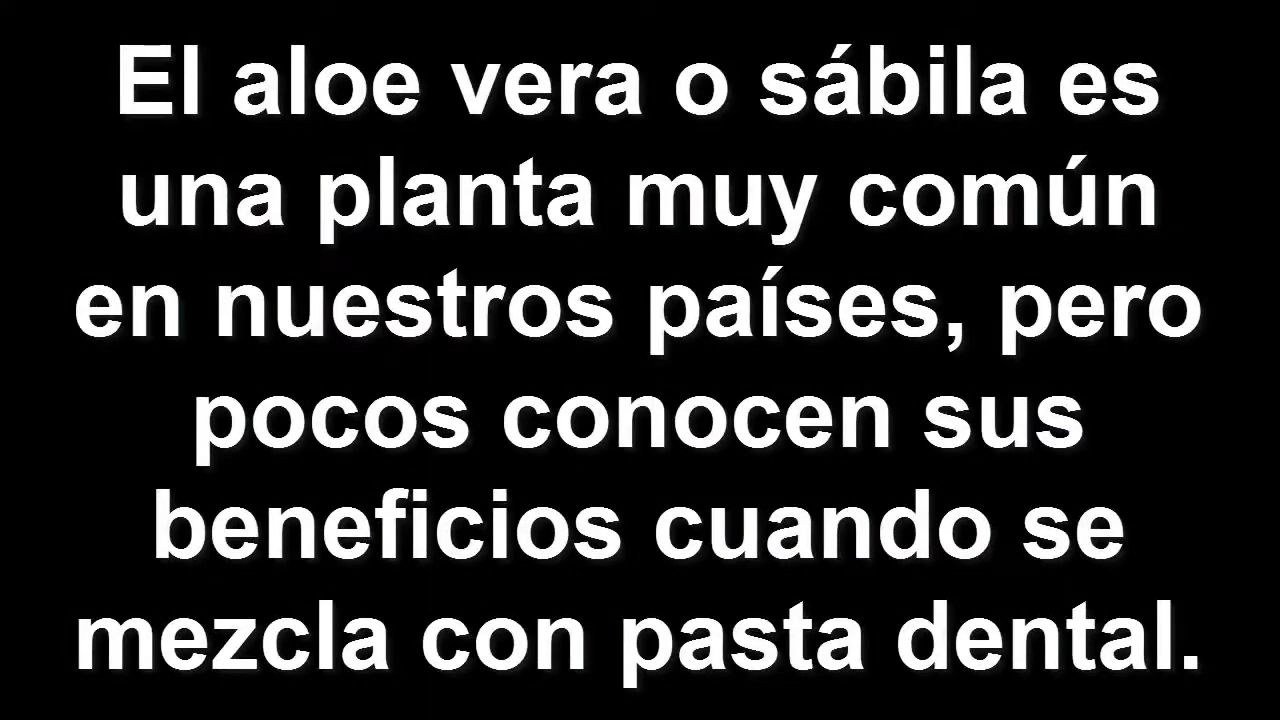 El aloe vera o sábila es
una planta muy común
en nuestros países, pero
pocos conocen sus
beneficios cuando se
mezcla con pasta dental.